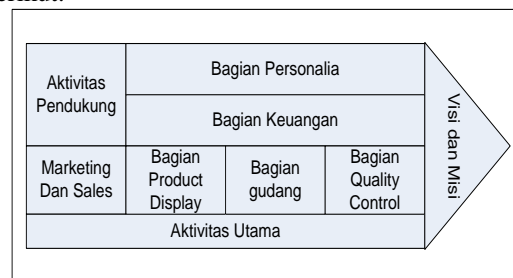 Aktivitas
Pendukung
Bagian Personalia
Bagian Keuangan
Marketing
Dan Sales
Bagian
Product
Display
Bagian
gudang
Bagian
Quality
Control
Aktivitas Utama
Visi dan Misi